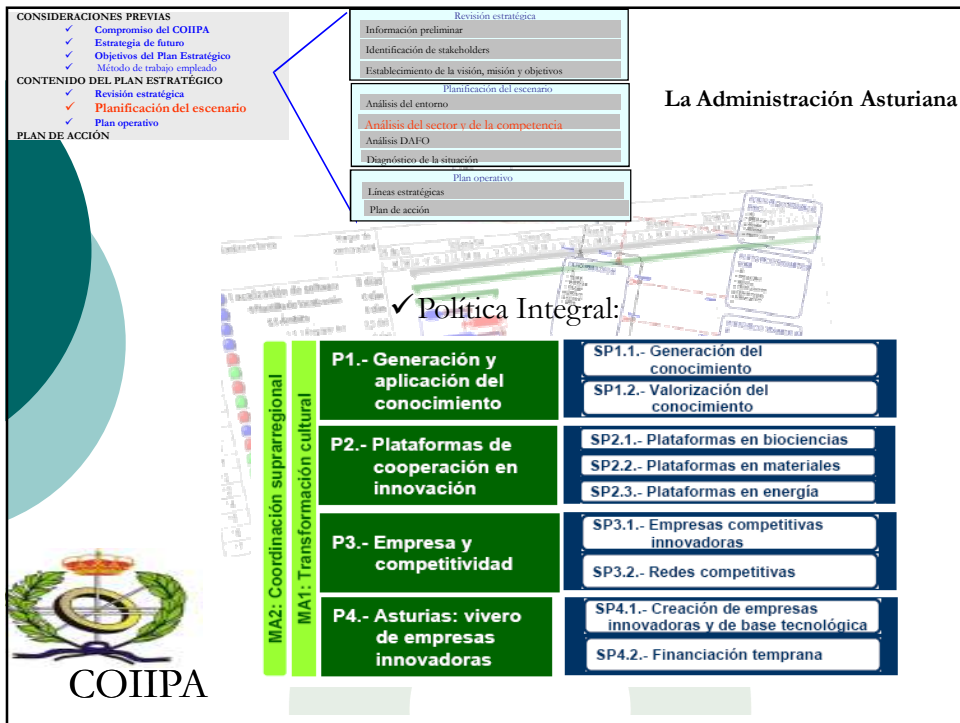 CONSIDERACIONES PREVIAS
✓ Compromiso del COIIPA
✓ Estrategia de futuro
✓ Objetivos del Plan Estratégico
✓ Método de trabajo empleado
CONTENIDO DEL PLAN ESTRATÉGICO
✓ Revisión estratégica
✓ Planificación del escenario
✓ Plan operativo
PLAN DE ACCIÓN
Revisión estratégica
Información preliminar
Identificación de stakeholders
Establecimiento de la visión, misión y objetivos
Planificación del escenario
Análisis del entorno
Análisis del sector y de la competencia
Análisis DAFO
Diagnóstico de la situación
Plan operativo
Líneas estratégicas
Plan de acción
La Administración Asturiana
✓Política Integral:
MA2: Coordinación suprarregional
MA1: Transformación cultural
P1.- Generación y
aplicación del
conocimiento
SP1.1.- Generación del
conocimiento
SP1.2.- Valorización del
conocimiento
P2.- Plataformas de
cooperación en
innovación
SP2.1.- Plataformas en biociencias
SP2.2.- Plataformas en materiales
SP2.3.- Plataformas en energía
P3.- Empresa y
competitividad
SP3.1.- Empresas competitivas
innovadoras
SP3.2.- Redes competitivas
P4.- Asturias: vivero
de empresas
innovadoras
SP4.1.- Creación de empresas
innovadoras y de base tecnológica
SP4.2.- Financiación temprana
COIIPA